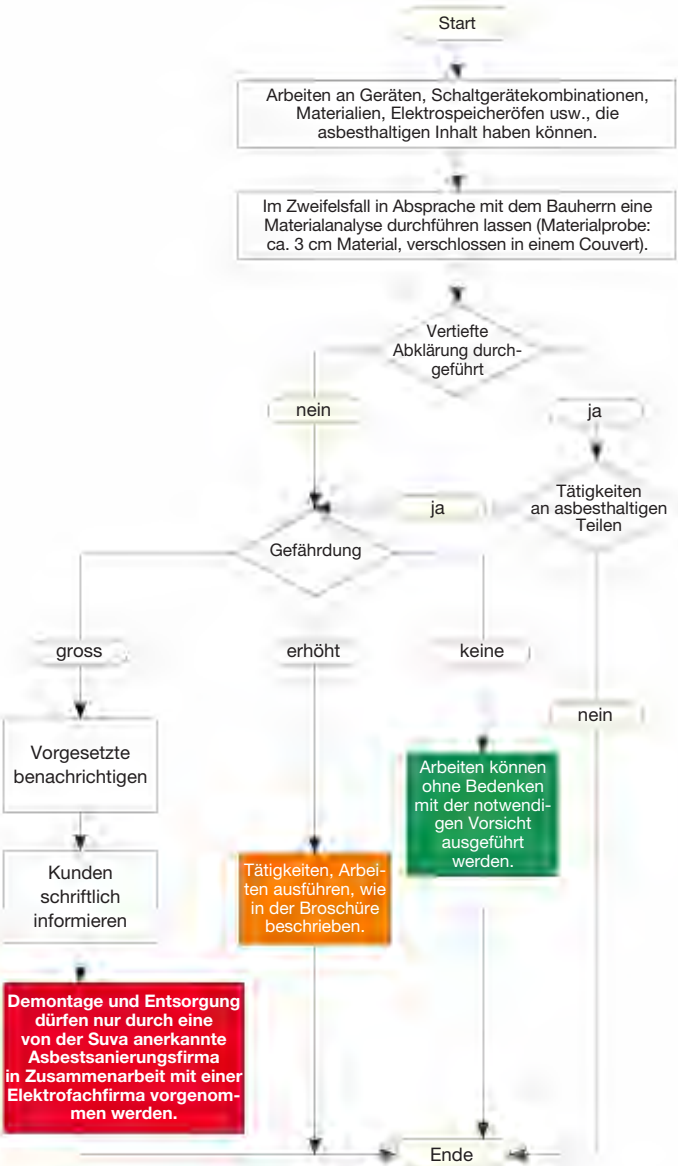 Start
Arbeiten an Geräten, Schaltgerätekombinationen,
Materialien, Elektrospeicheröfen usw., die
asbesthaltigen Inhalt haben können.
Im Zweifelsfall in Absprache mit dem Bauherrn eine
Materialanalyse durchführen lassen (Materialprobe:
ca. 3 cm Material, verschlossen in einem Couvert).
Vertiefte
Abklärung durch-
geführt
nein
ja
Tätigkeiten
an asbesthaltigen
Teilen
ja
Gefährdung
gross
erhöht
keine
nein
Vorgesetzte
benachrichtigen
Arbeiten können
ohne Bedenken
mit der notwendi-
gen Vorsicht
ausgeführt
werden.
Kunden
schriftlich
informieren
Tätigkeiten, Arbei-
ten ausführen, wie
in der Broschüre
beschrieben.
Demontage und Entsorgung
dürfen nur durch eine
von der Suva anerkannte
Asbestsanierungsfirma
in Zusammenarbeit mit einer
Elektrofachfirma vorgenom-
men werden.
Ende